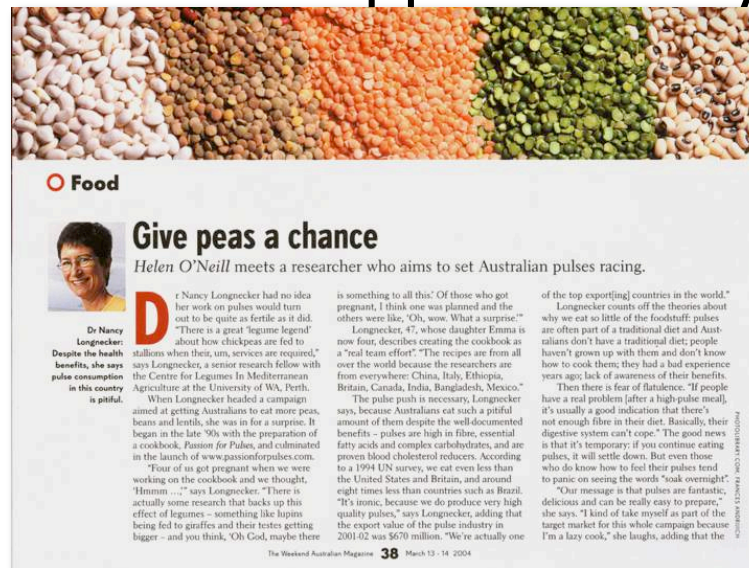 Food
Give peas a chance
Helen O'Neill meets a researcher who aims to set Australian pulses racing.
Dr Nancy
Longnecker:
Despite the health
benefits, she says
pulse consumption
in this country
is pitiful.
Dr Nancy Longnecker had no idea
her work on pulses would turn
out to be quite as fertile as it did.
"There is a great 'legume legend'
about how chickpeas are fed to
stallions when their, um, services are required,"
says Longnecker, a senior research fellow with
the Centre for Legumes In Mediterranean
Agriculture at the University of WA, Perth.
When Longnecker headed a campaign
aimed at getting Australians to eat more peas,
beans and lentils, she was in for a surprise. It
began in the late '90s with the preparation of
a cookbook, Passion for Pulses, and culminated
in the launch of www.passionforpulses.com.
"Four of us got pregnant when we were
working on the cookbook and we thought,
'Hmmm ...,'" says Longnecker. "There is
actually some research that backs up this
effect of legumes – something like lupins
being fed to giraffes and their testes getting
bigger – and you think, 'Oh God, maybe there
is something to all this.' Of those who got
pregnant, I think one was planned and the
others were like, 'Oh, wow. What a surprise.'"
Longnecker, 47, whose daughter Emma is
now four, describes creating the cookbook as
a "real team effort". "The recipes are from all
over the world because the researchers are
from everywhere: China, Italy, Ethiopia,
Britain, Canada, India, Bangladesh, Mexico."
The pulse push is necessary, Longnecker
says, because Australians eat such a pitiful
amount of them despite the well-documented
benefits – pulses are high in fibre, essential
fatty acids and complex carbohydrates, and are
proven blood cholesterol reducers. According
to a 1994 UN survey, we eat even less than
the United States and Britain, and around
eight times less than countries such as Brazil.
"It's ironic, because we do produce very high
quality pulses," says Longnecker, adding that
the export value of the pulse industry in
2001-02 was $670 million. "We're actually one
of the top export[ing] countries in the world."
Longnecker counts off the theories about
why we eat so little of the foodstuff: pulses
are often part of a traditional diet and Aust-
ralians don't have a traditional diet; people
haven't grown up with them and don't know
how to cook them; they had a bad experience
years ago; lack of awareness of their benefits.
Then there is fear of flatulence. "If people
have a real problem [after a high-pulse meal],
it's usually a good indication that there's
not enough fibre in their diet. Basically, their
digestive system can't cope." The good news
is that it's temporary: if you continue eating
pulses, it will settle down. But even those
who do know how to feel their pulses tend
to panic on seeing the words "soak overnight".
"Our message is that pulses are fantastic,
delicious and can be really easy to prepare,"
she says. "I kind of take myself as part of the
target market for this whole campaign because
I'm a lazy cook," she laughs, adding that the
PHOTOLIBRARY.COM; FRANCES ANDRIJICH
The Weekend Australian Magazine 38 March 13 - 14 2004